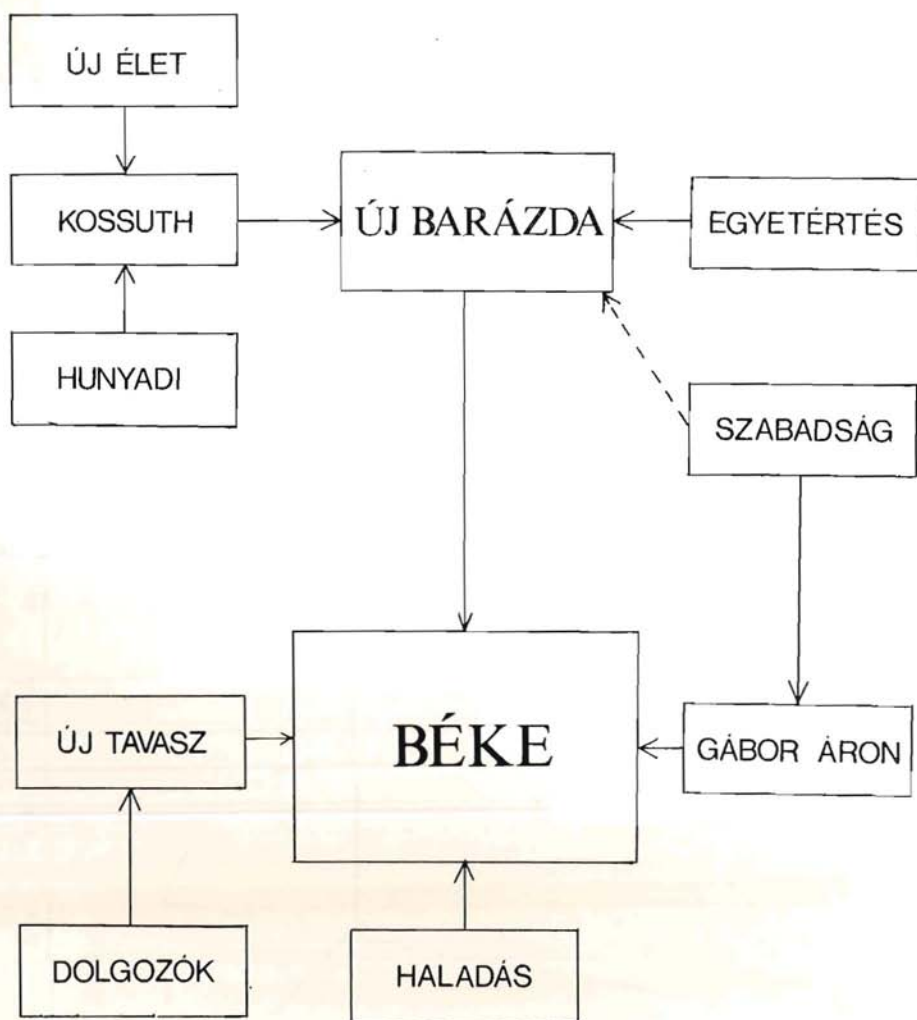 ÚJ ÉLET
KOSSUTH
ÚJ BARÁZDA
EGYETÉRTÉS
HUNYADI
SZABADSÁG
ÚJ TAVASZ
BÉKE
GÁBOR ÁRON
DOLGOZÓK
HALADÁS